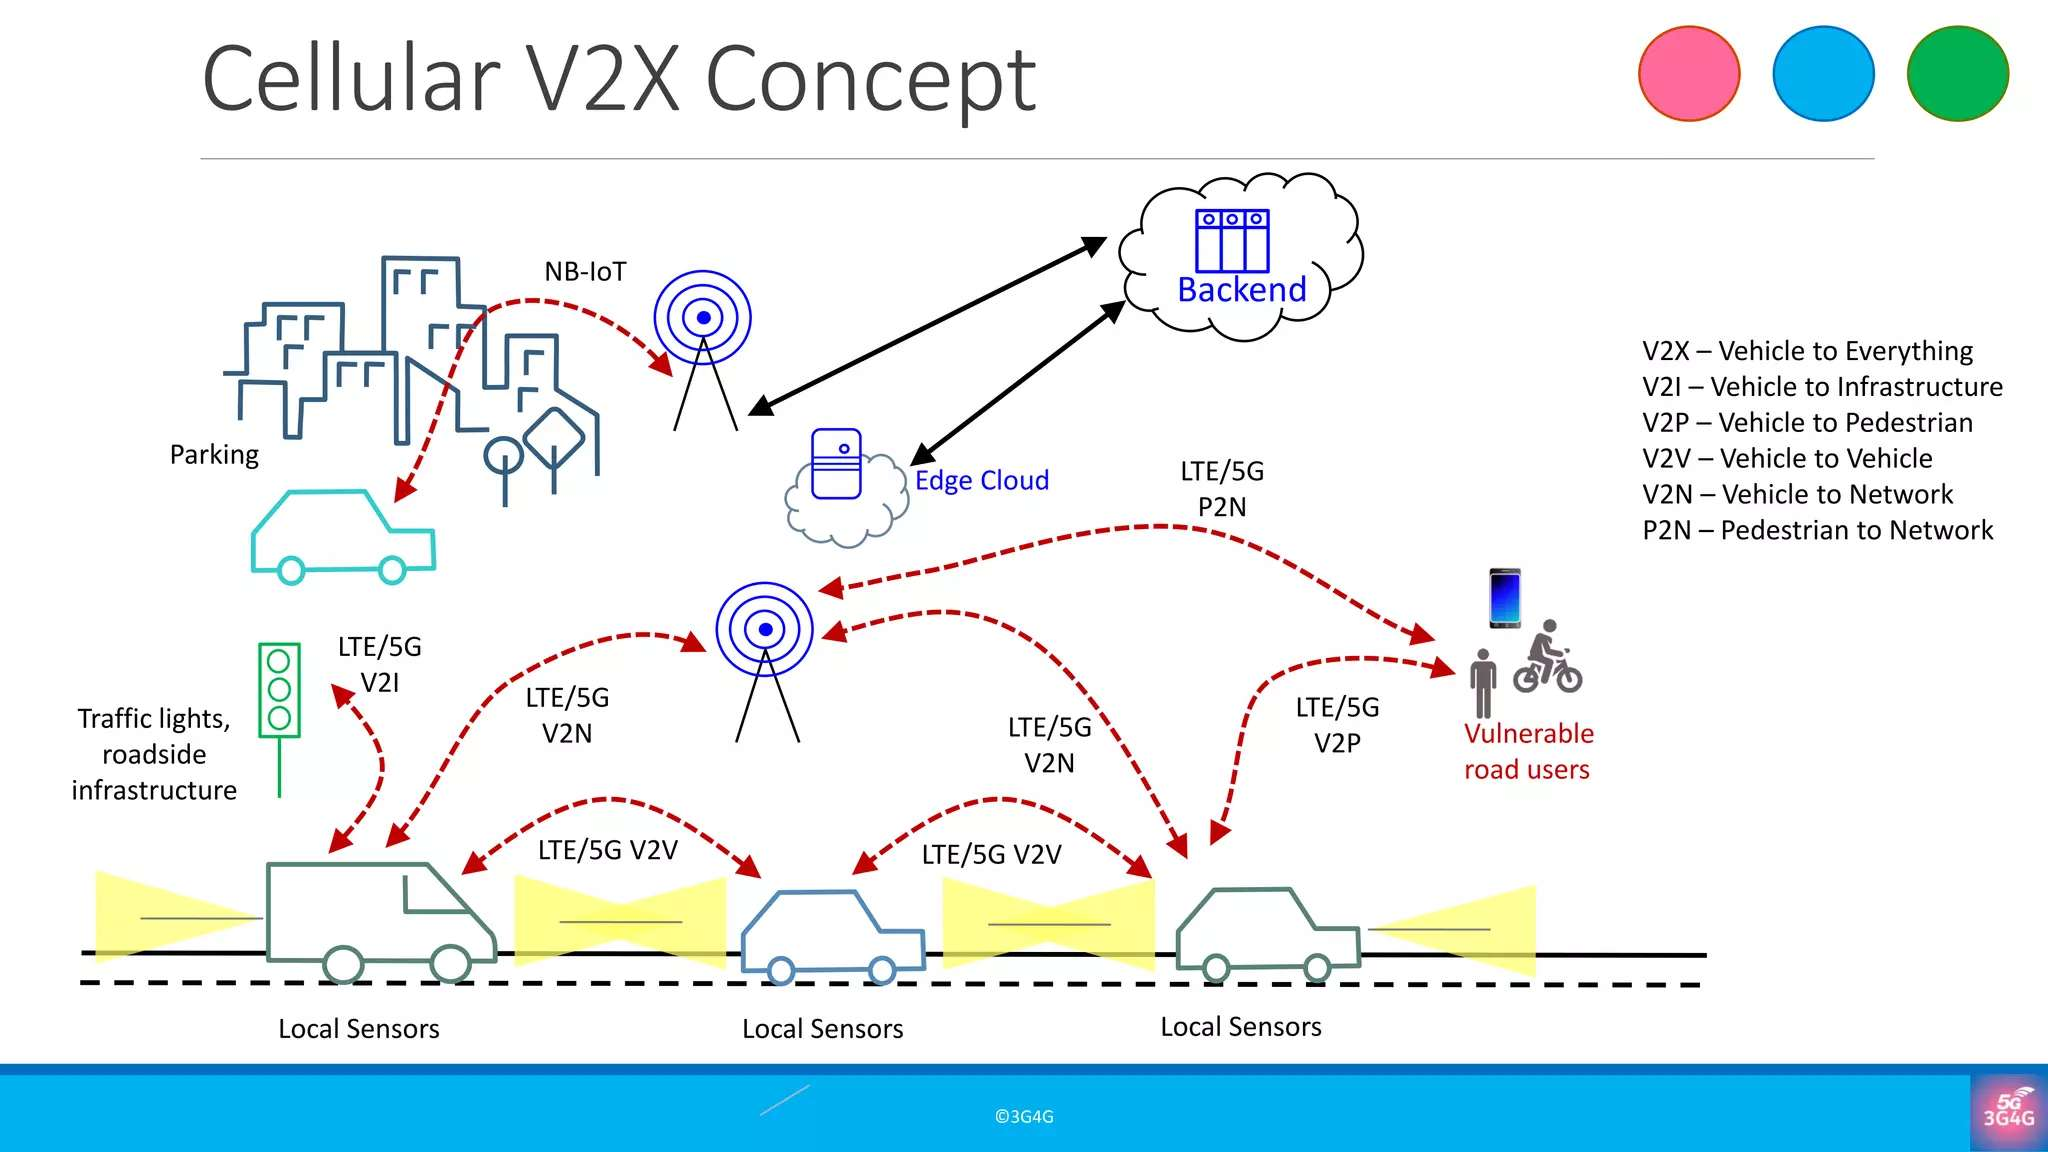 Cellular V2X Concept
NB-IoT
Backend
Parking
Edge Cloud
LTE/5G
P2N
V2X – Vehicle to Everything
V2I – Vehicle to Infrastructure
V2P – Vehicle to Pedestrian
V2V – Vehicle to Vehicle
V2N – Vehicle to Network
P2N – Pedestrian to Network
LTE/5G
V2I
Traffic lights,
roadside
infrastructure
LTE/5G
V2N
LTE/5G
V2N
LTE/5G
V2P
Vulnerable
road users
LTE/5G V2V
LTE/5G V2V
Local Sensors
Local Sensors
Local Sensors
©3G4G
5G
3G4G